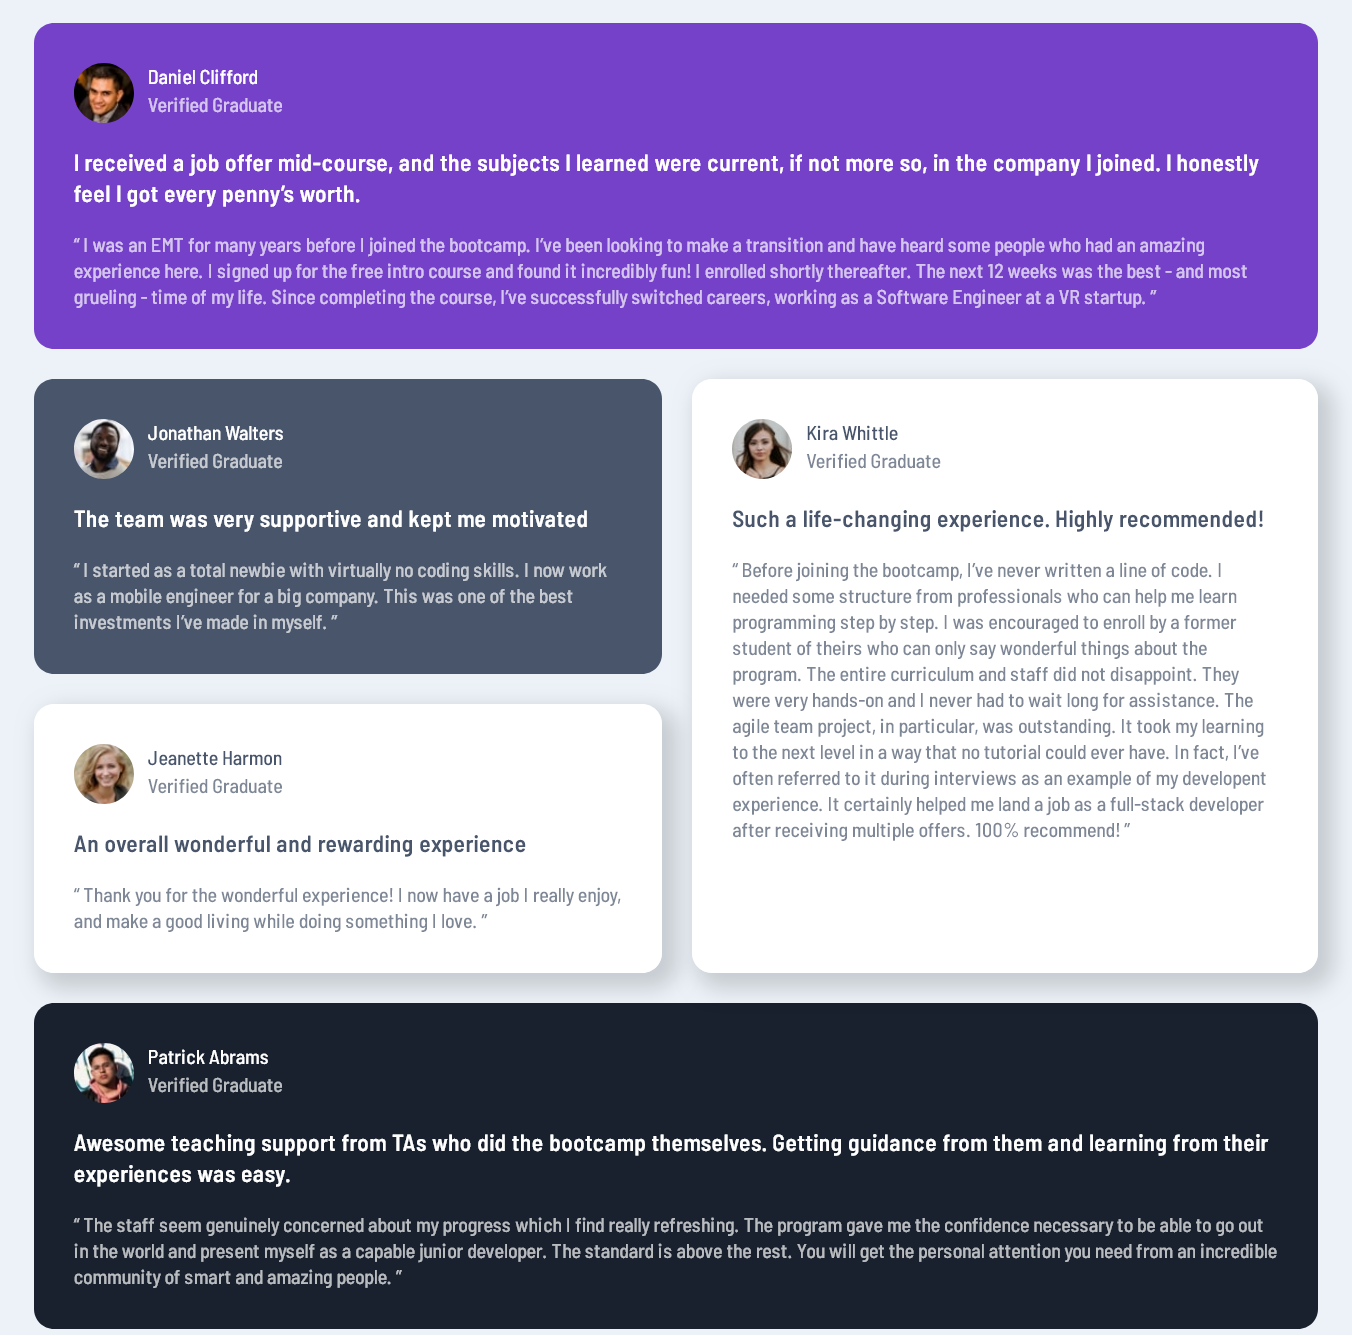 Daniel Clifford
Verified Graduate
I received a job offer mid-course, and the subjects I learned were current, if not more so, in the company I joined. I honestly
feel I got every penny’s worth.
“ I was an EMT for many years before I joined the bootcamp. I’ve been looking to make a transition and have heard some people who had an amazing
experience here. I signed up for the free intro course and found it incredibly fun! I enrolled shortly thereafter. The next 12 weeks was the best - and most
grueling - time of my life. Since completing the course, I’ve successfully switched careers, working as a Software Engineer at a VR startup. ”
Jonathan Walters
Verified Graduate
The team was very supportive and kept me motivated
“ I started as a total newbie with virtually no coding skills. I now work
as a mobile engineer for a big company. This was one of the best
investments I’ve made in myself. ”
Kira Whittle
Verified Graduate
Such a life-changing experience. Highly recommended!
“ Before joining the bootcamp, I’ve never written a line of code. I
needed some structure from professionals who can help me learn
programming step by step. I was encouraged to enroll by a former
student of theirs who can only say wonderful things about the
program. The entire curriculum and staff did not disappoint. They
were very hands-on and I never had to wait long for assistance. The
agile team project, in particular, was outstanding. It took my learning
to the next level in a way that no tutorial could ever have. In fact, I’ve
often referred to it during interviews as an example of my developent
experience. It certainly helped me land a job as a full-stack developer
after receiving multiple offers. 100% recommend! ”
Jeanette Harmon
Verified Graduate
An overall wonderful and rewarding experience
“ Thank you for the wonderful experience! I now have a job I really enjoy,
and make a good living while doing something I love. ”
Patrick Abrams
Verified Graduate
Awesome teaching support from TAs who did the bootcamp themselves. Getting guidance from them and learning from their
experiences was easy.
“ The staff seem genuinely concerned about my progress which I find really refreshing. The program gave me the confidence necessary to be able to go out
in the world and present myself as a capable junior developer. The standard is above the rest. You will get the personal attention you need from an incredible
community of smart and amazing people. ”